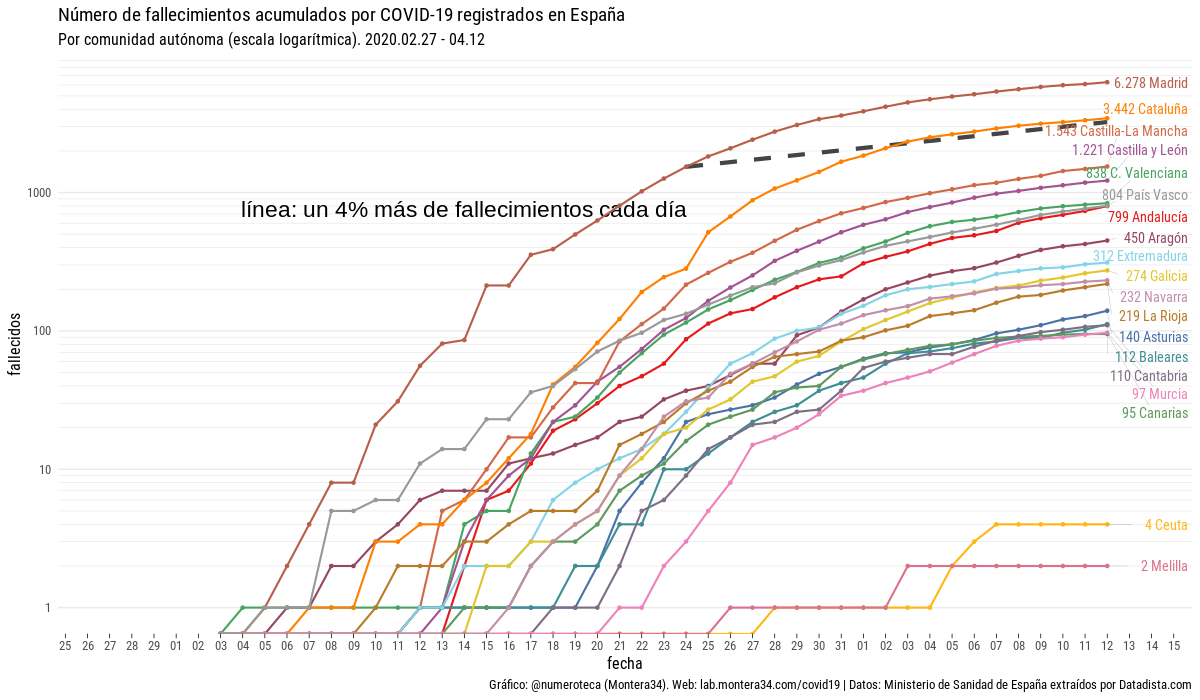 Número de fallecimientos acumulados por COVID-19 registrados en España
Por comunidad autónoma (escala logarítmica). 2020.02.27 - 04.12
6.278 Madrid
3.442 Cataluña
1.543 Castilla-La Mancha
1.221 Castilla y León
838 C. Valenciana
804 País Vasco
799 Andalucía
450 Aragón
312 Extremadura
274 Galicia
232 Navarra
219 La Rioja
140 Asturias
112 Baleares
110 Cantabria
97 Murcia
95 Canarias
4 Ceuta
2 Melilla
línea: un 4% más de fallecimientos cada día
fallecidos
1000
100
10
1
25 26 27 28 29 01 02 03 04 05 06 07 08 09 10 11 12 13 14 15 16 17 18 19 20 21 22 23 24 25 26 27 28 29 30 31 01 02 03 04 05 06 07 08 09 10 11 12 13 14 15
fecha
Gráfico: @numeroteca (Montera34). Web: lab.montera34.com/covid19 | Datos: Ministerio de Sanidad de España extraídos por Datadista.com